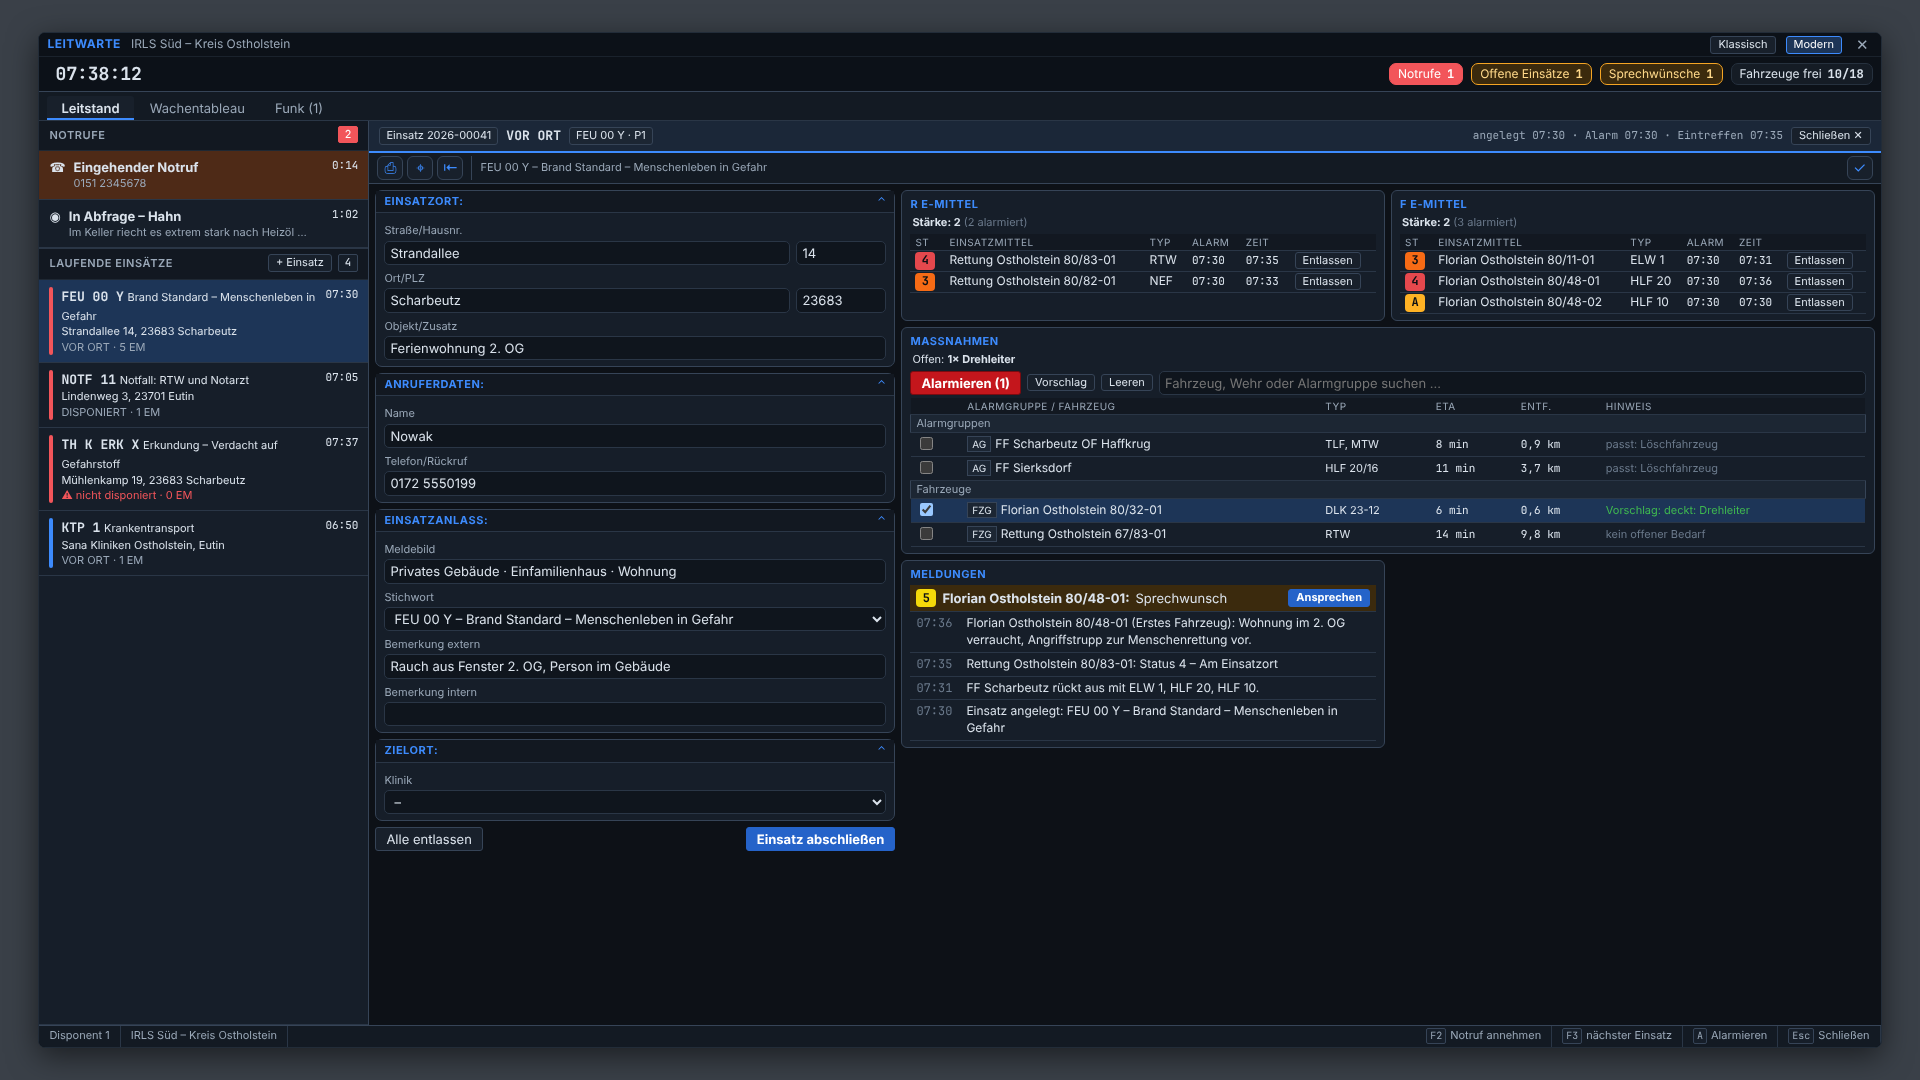 LEITWARTE IRLS Süd – Kreis Ostholstein Klassisch Modern ✕
07:38:12 Notrufe 1 Offene Einsätze 1 Sprechwünsche 1 Fahrzeuge frei 10/18
Leitstand Wachentableau Funk (1)
NOTRUFE 2
Eingehender Notruf 0:14
0151 2345678
In Abfrage – Hahn 1:02
Im Keller riecht es extrem stark nach Heizöl ...
LAUFENDE EINSÄTZE + Einsatz 4
FEU 00 Y Brand Standard – Menschenleben in 07:30
Gefahr
Strandallee 14, 23683 Scharbeutz
VOR ORT · 5 EM
NOTF 11 Notfall: RTW und Notarzt 07:05
Lindenweg 3, 23701 Eutin
DISPONIERT · 1 EM
TH K ERK X Erkundung – Verdacht auf 07:37
Gefahrstoff
Mühlenkamp 19, 23683 Scharbeutz
nicht disponiert · 0 EM
KTP 1 Krankentransport 06:50
Sana Kliniken Ostholstein, Eutin
VOR ORT · 1 EM
Einsatz 2026-00041 VOR ORT FEU 00 Y · P1 angelegt 07:30 · Alarm 07:30 · Eintreffen 07:35 Schließen ✕
FEU 00 Y – Brand Standard – Menschenleben in Gefahr
EINSATZORT:
Straße/Hausnr.
Strandallee 14
Ort/PLZ
Scharbeutz 23683
Objekt/Zusatz
Ferienwohnung 2. OG
ANRUFERDATEN:
Name
Nowak
Telefon/Rückruf
0172 5550199
EINSATZANLASS:
Meldebild
Privates Gebäude · Einfamilienhaus · Wohnung
Stichwort
FEU 00 Y – Brand Standard – Menschenleben in Gefahr
Bemerkung extern
Rauch aus Fenster 2. OG, Person im Gebäude
Bemerkung intern
ZIELORT:
Klinik
–
Alle entlassen Einsatz abschließen
R E-MITTEL
Stärke: 2 (2 alarmiert)
ST EINSATZMITTEL TYP ALARM ZEIT
4 Rettung Ostholstein 80/83-01 RTW 07:30 07:35 Entlassen
3 Rettung Ostholstein 80/82-01 NEF 07:30 07:33 Entlassen
F E-MITTEL
Stärke: 2 (3 alarmiert)
ST EINSATZMITTEL TYP ALARM ZEIT
3 Florian Ostholstein 80/11-01 ELW 1 07:30 07:31 Entlassen
4 Florian Ostholstein 80/48-01 HLF 20 07:30 07:36 Entlassen
A Florian Ostholstein 80/48-02 HLF 10 07:30 07:30 Entlassen
MASSNAHMEN
Offen: 1× Drehleiter
Alarmieren (1) Vorschlag Leeren Fahrzeug, Wehr oder Alarmgruppe suchen ...
ALARMGRUPPE / FAHRZEUG TYP ETA ENTF. HINWEIS
Alarmgruppen
AG FF Scharbeutz OF Haffkrug TLF, MTW 8 min 0,9 km passt: Löschfahrzeug
AG FF Sierksdorf HLF 20/16 11 min 3,7 km passt: Löschfahrzeug
Fahrzeuge
FZG Florian Ostholstein 80/32-01 DLK 23-12 6 min 0,6 km Vorschlag: deckt: Drehleiter
FZG Rettung Ostholstein 67/83-01 RTW 14 min 9,8 km kein offener Bedarf
MELDUNGEN
5 Florian Ostholstein 80/48-01: Sprechwunsch Ansprechen
07:36 Florian Ostholstein 80/48-01 (Erstes Fahrzeug): Wohnung im 2. OG
verraucht, Angriffstrupp zur Menschenrettung vor.
07:35 Rettung Ostholstein 80/83-01: Status 4 – Am Einsatzort
07:31 FF Scharbeutz rückt aus mit ELW 1, HLF 20, HLF 10.
07:30 Einsatz angelegt: FEU 00 Y – Brand Standard – Menschenleben in
Gefahr
Disponent 1 IRLS Süd – Kreis Ostholstein F2 Notruf annehmen F3 nächster Einsatz A Alarmieren Esc Schließen